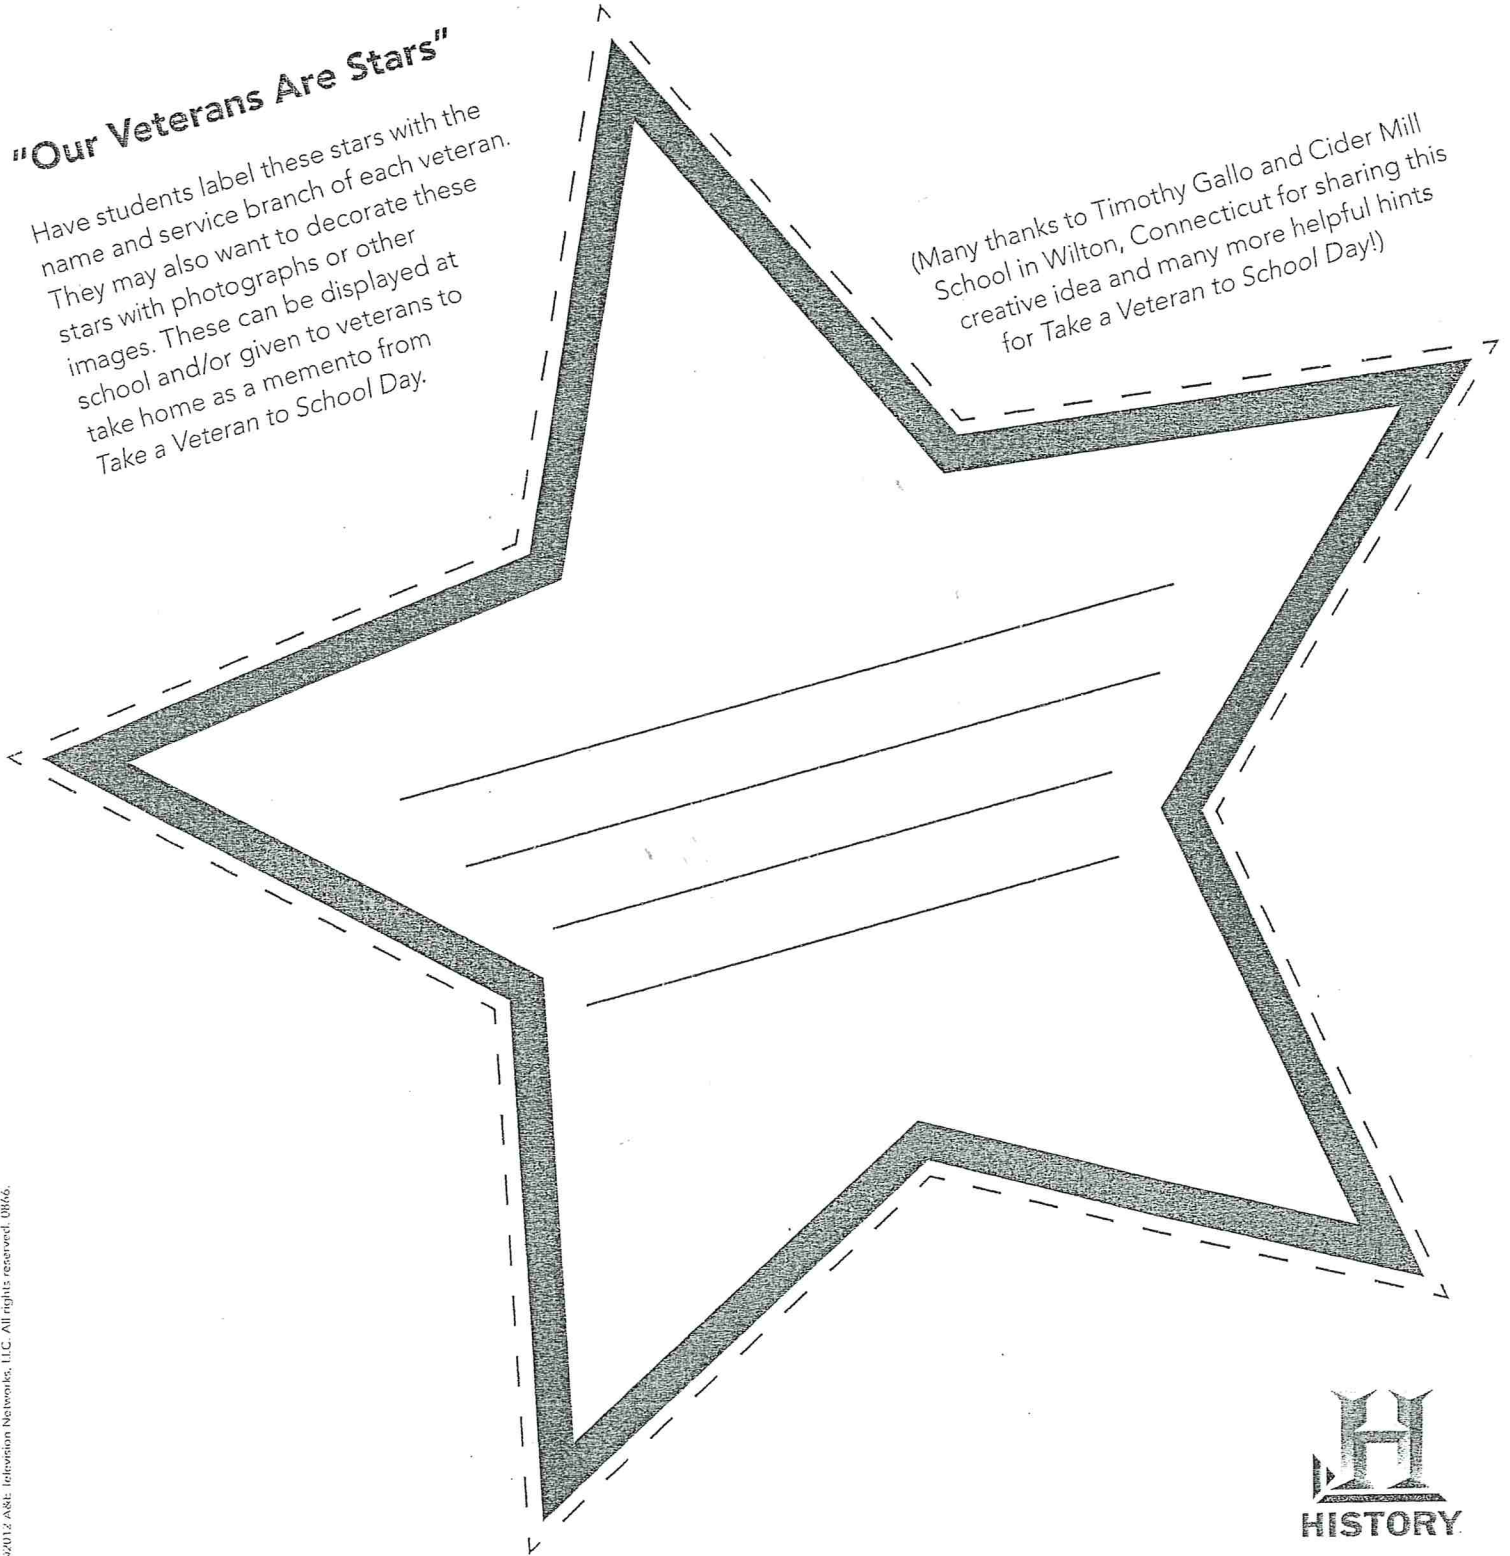 "Our Veterans Are Stars"
Have students label these stars with the
name and service branch of each veteran.
They may also want to decorate these
stars with photographs or other
images. These can be displayed at
school and/or given to veterans to
take home as a memento from
Take a Veteran to School Day.
(Many thanks to Timothy Gallo and Cider Mill
School in Wilton, Connecticut for sharing this
creative idea and many more helpful hints
for Take a Veteran to School Day!)
2012 A&E Television Networks, LLC. All rights reserved. 0866.
HISTORY